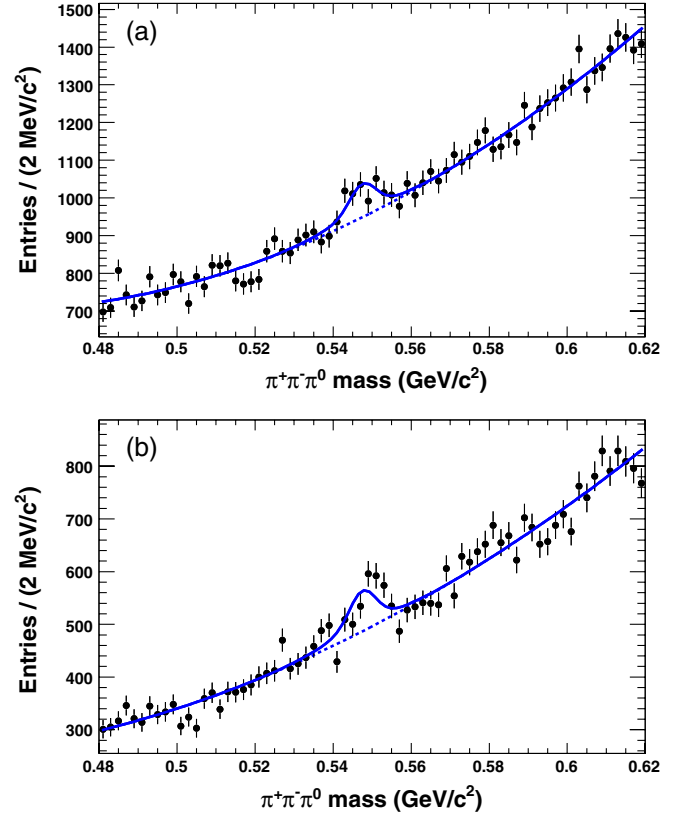 (a)
Entries / (2 MeV/c²)
1500
1400
1300
1200
1100
1000
900
800
700
0.48 0.5 0.52 0.54 0.56 0.58 0.6 0.62
π⁺π⁻π⁰ mass (GeV/c²)
(b)
Entries / (2 MeV/c²)
800
700
600
500
400
300
0.48 0.5 0.52 0.54 0.56 0.58 0.6 0.62
π⁺π⁻π⁰ mass (GeV/c²)